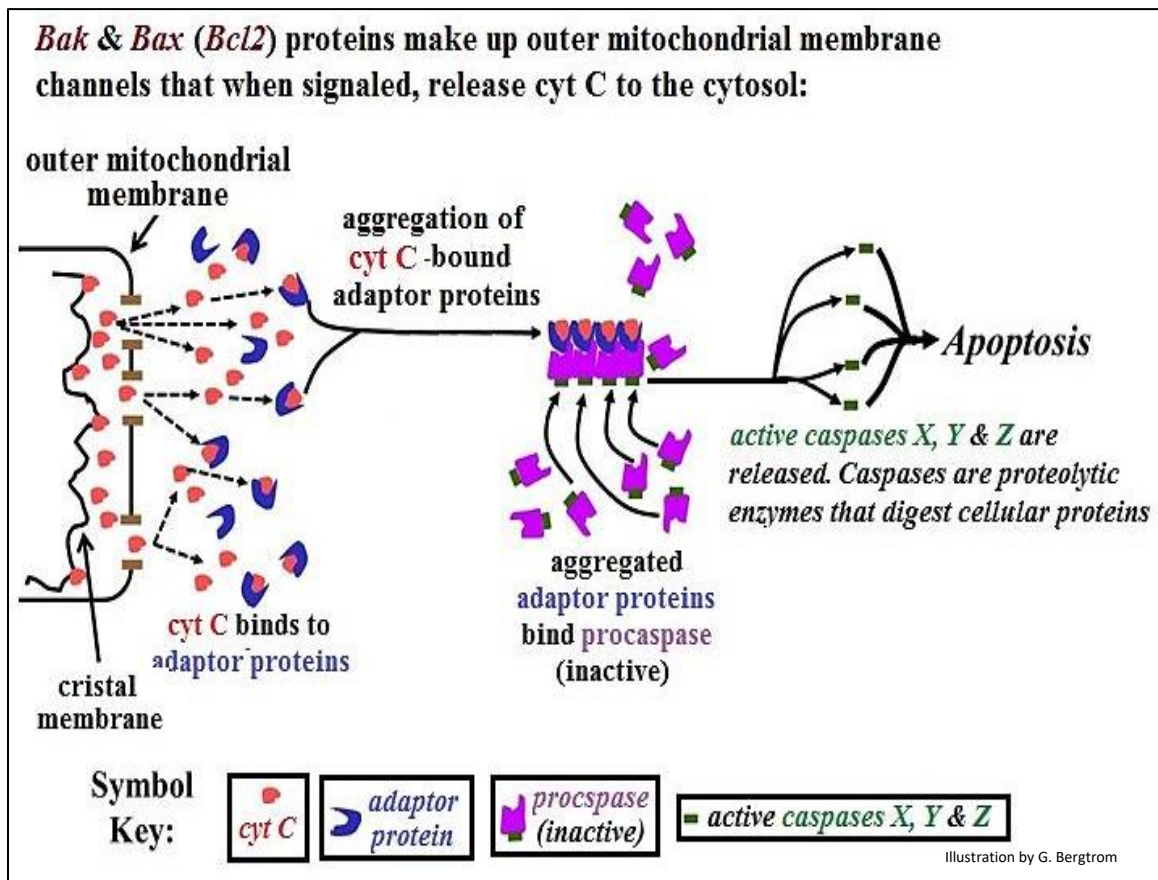 Bak & Bax (Bcl2) proteins make up outer mitochondrial membrane
channels that when signaled, release cyt C to the cytosol:
outer mitochondrial
membrane
aggregation of
cyt C -bound
adaptor proteins
Apoptosis
active caspases X, Y & Z are
released. Caspases are proteolytic
enzymes that digest cellular proteins
aggregated
adaptor proteins
bind procaspase
(inactive)
cyt C binds to
adaptor proteins
cristal
membrane
Symbol
Key:
cyt C
adaptor
protein
procspase
(inactive)
active caspases X, Y & Z
Illustration by G. Bergtrom